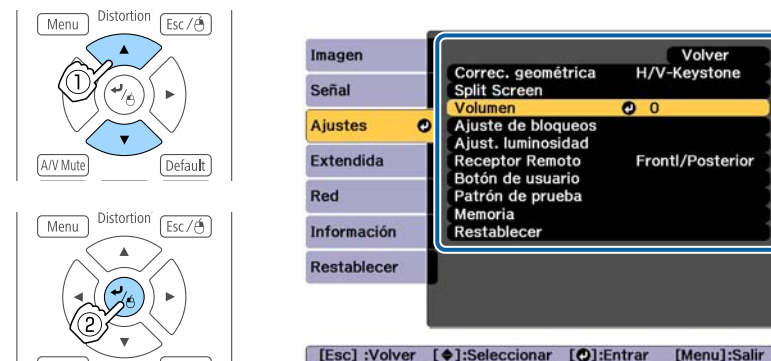 Menu
Distortion
Esc/
1
A/V Mute
Default
Menu
Distortion
Esc/
2
Imagen
Señal
Ajustes
Extendida
Red
Información
Restablecer
Volver
Correc. geométrica H/V-Keystone
Split Screen
Volumen 0
Ajuste de bloqueos
Ajust. luminosidad
Receptor Remoto Frontl/Posterior
Botón de usuario
Patrón de prueba
Memoria
Restablecer
[Esc] :Volver [ ]:Seleccionar [ ]:Entrar [Menu]:Salir